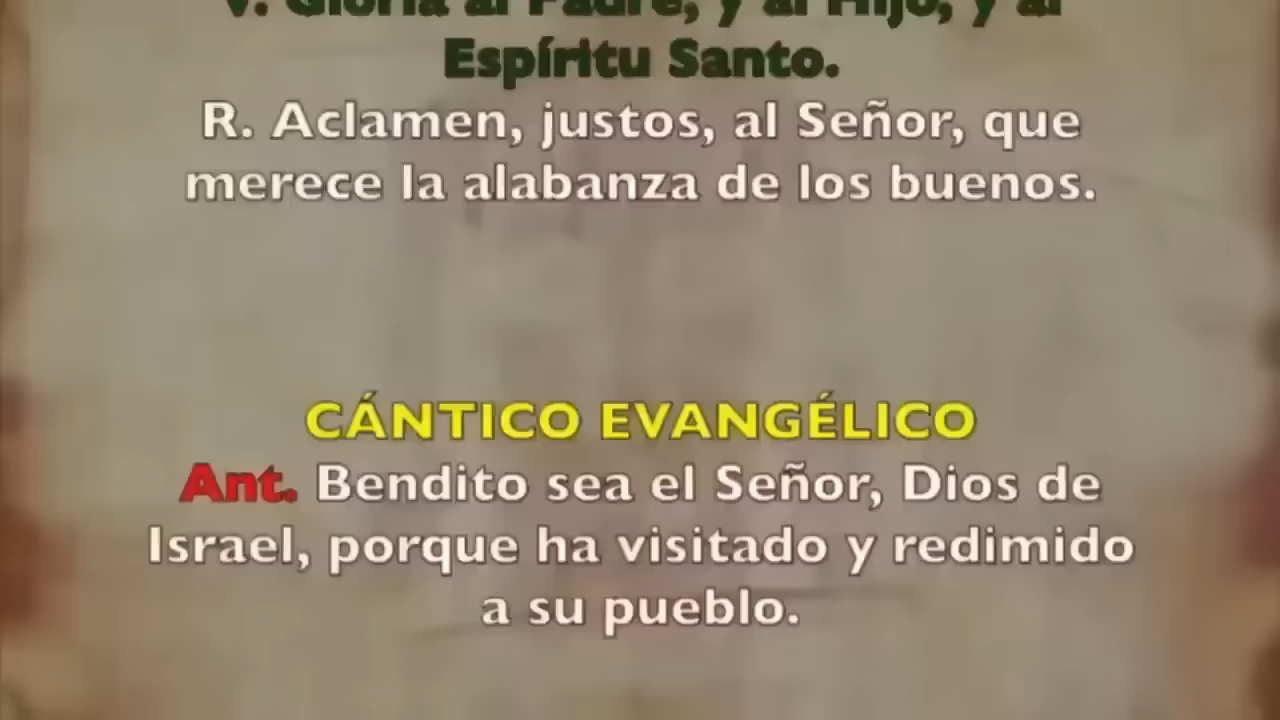 V. Gloria al Padre, y al Hijo, y al
Espíritu Santo.
R. Aclamen, justos, al Señor, que
merece la alabanza de los buenos.
CÁNTICO EVANGÉLICO
Ant. Bendito sea el Señor, Dios de
Israel, porque ha visitado y redimido
a su pueblo.